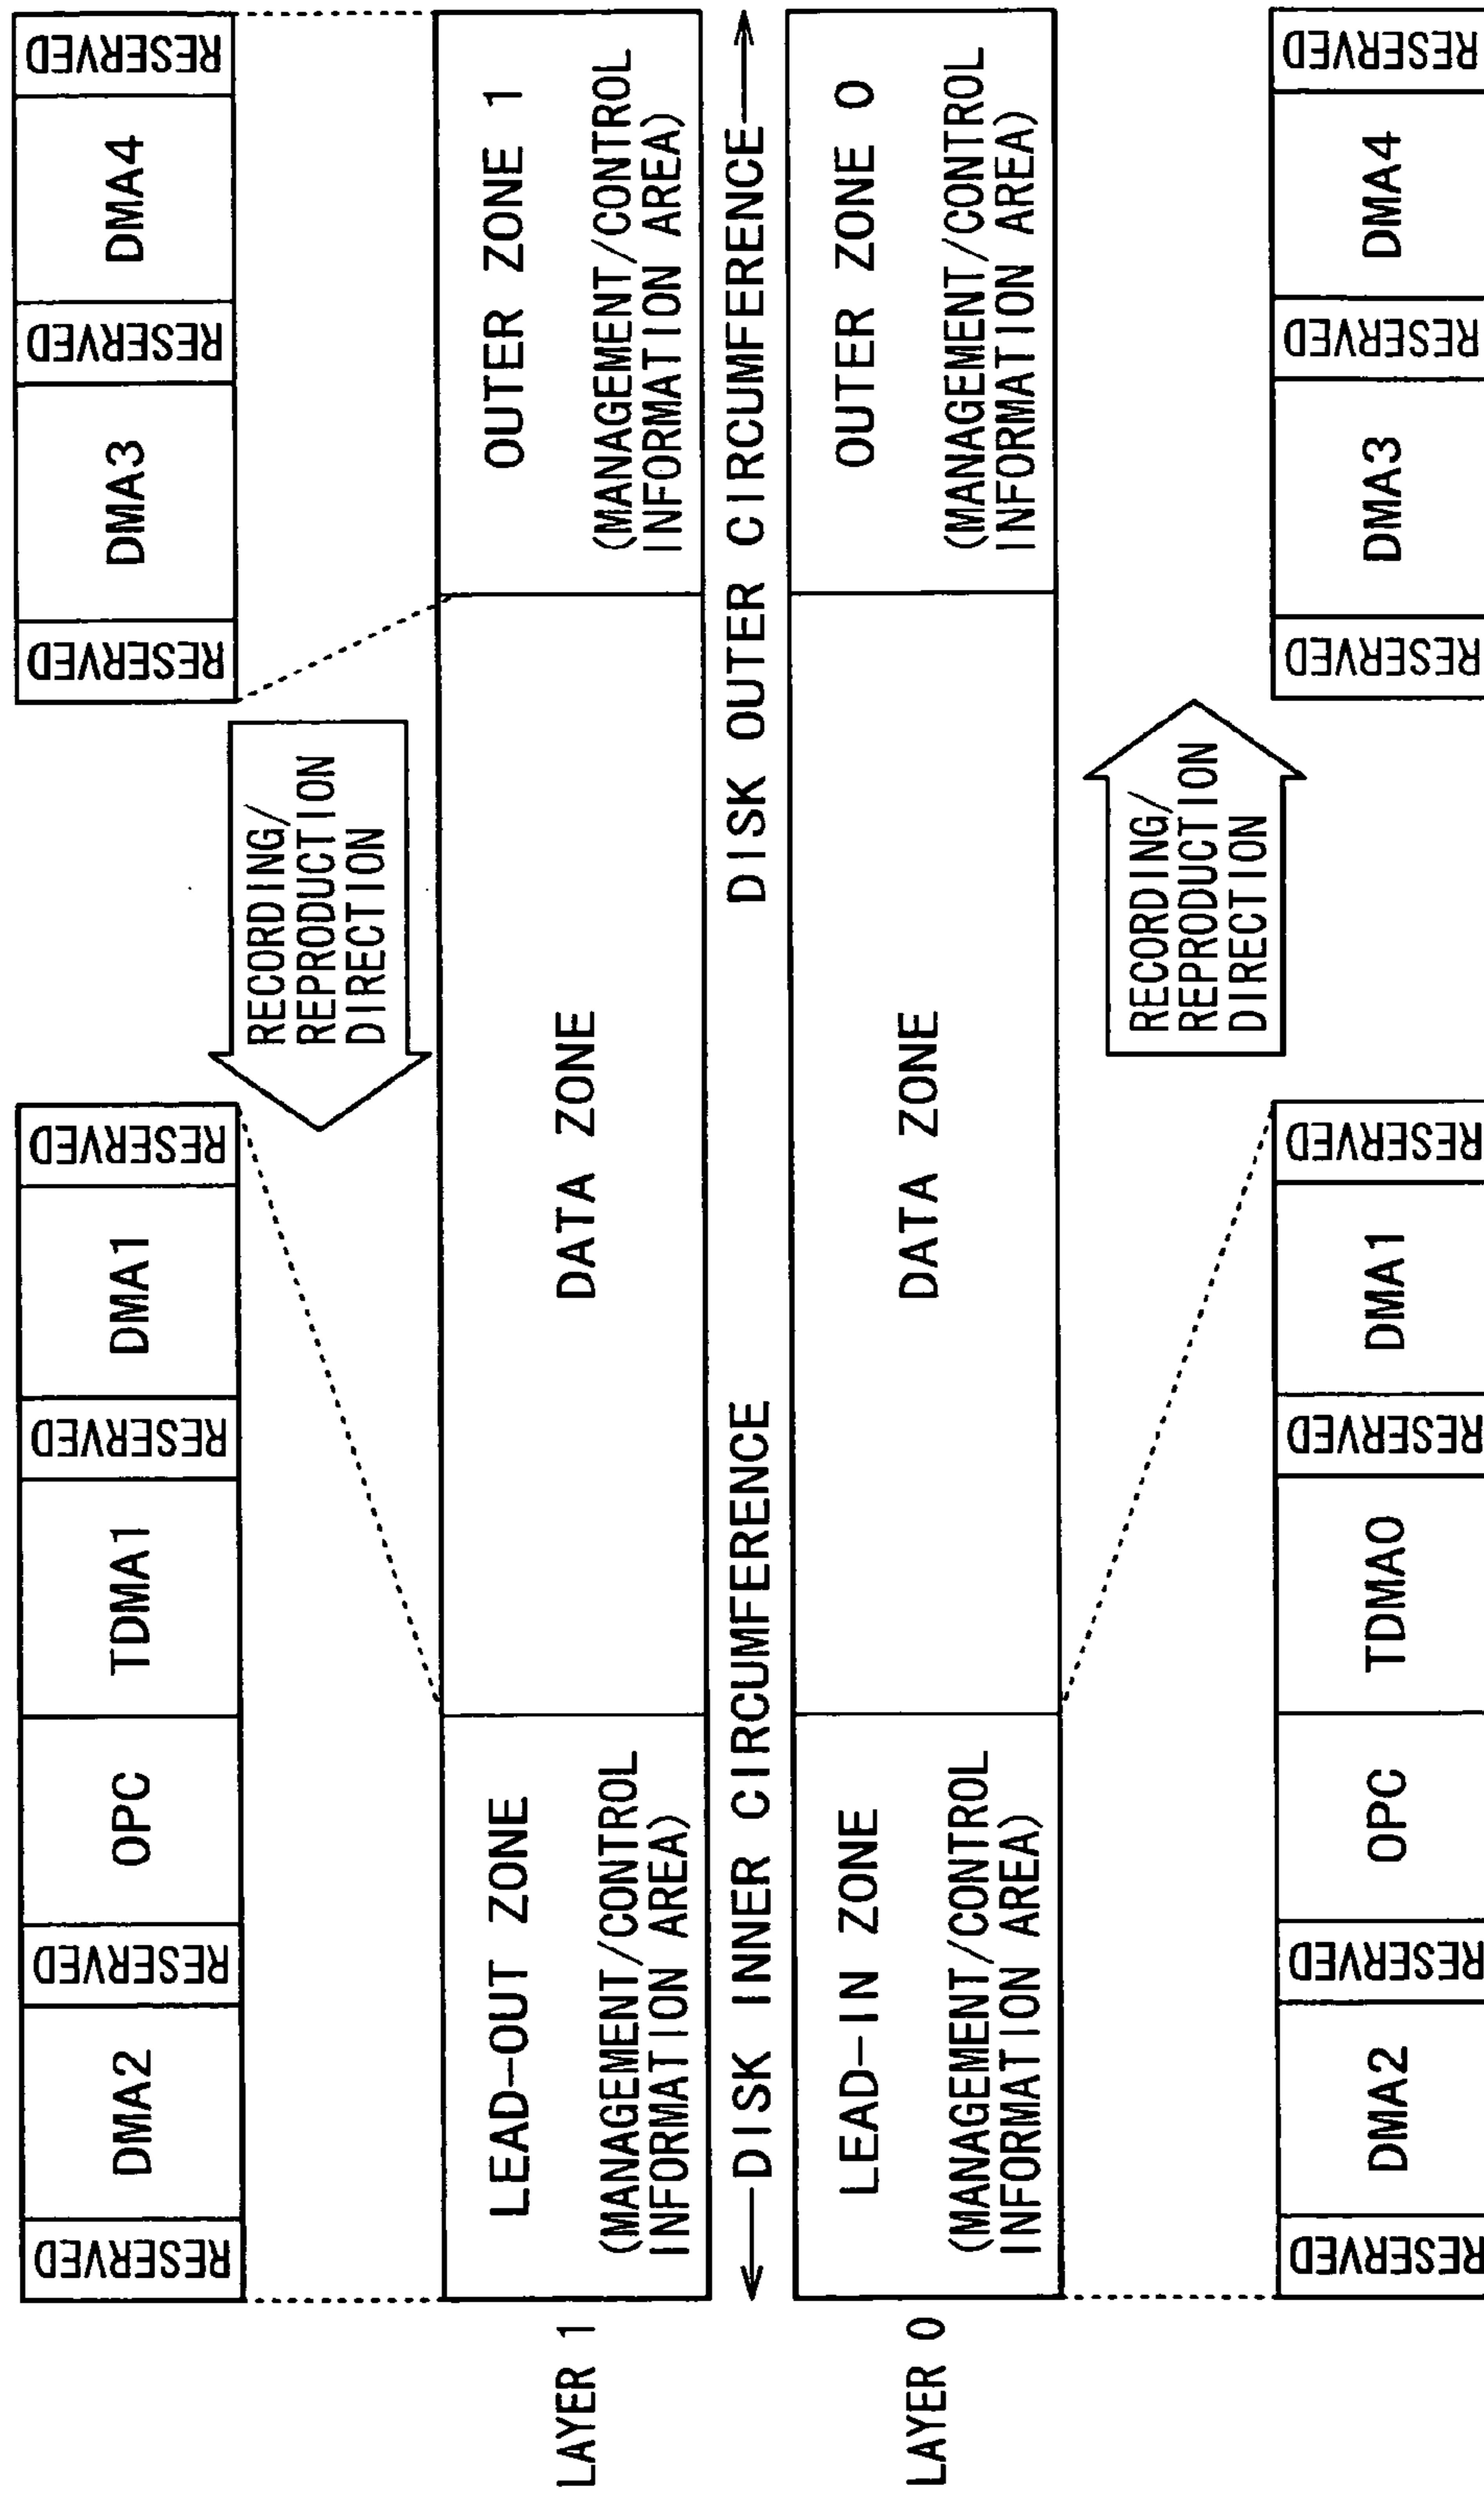 RESERVED
DMA2
RESERVED
OPC
TDMA1
RESERVED
DMA1
RESERVED
RESERVED
DMA3
RESERVED
DMA4
RESERVED
RECORDING/
REPRODUCTION
DIRECTION
LAYER 1
LEAD-OUT ZONE
(MANAGEMENT/CONTROL
INFORMATION AREA)
DATA ZONE
OUTER ZONE 1
(MANAGEMENT/CONTROL
INFORMATION AREA)
DISK INNER CIRCUMFERENCE
DISK OUTER CIRCUMFERENCE
LAYER 0
LEAD-IN ZONE
(MANAGEMENT/CONTROL
INFORMATION AREA)
DATA ZONE
OUTER ZONE 0
(MANAGEMENT/CONTROL
INFORMATION AREA)
RECORDING/
REPRODUCTION
DIRECTION
RESERVED
DMA2
RESERVED
OPC
TDMA0
RESERVED
DMA1
RESERVED
RESERVED
DMA3
RESERVED
DMA4
RESERVED